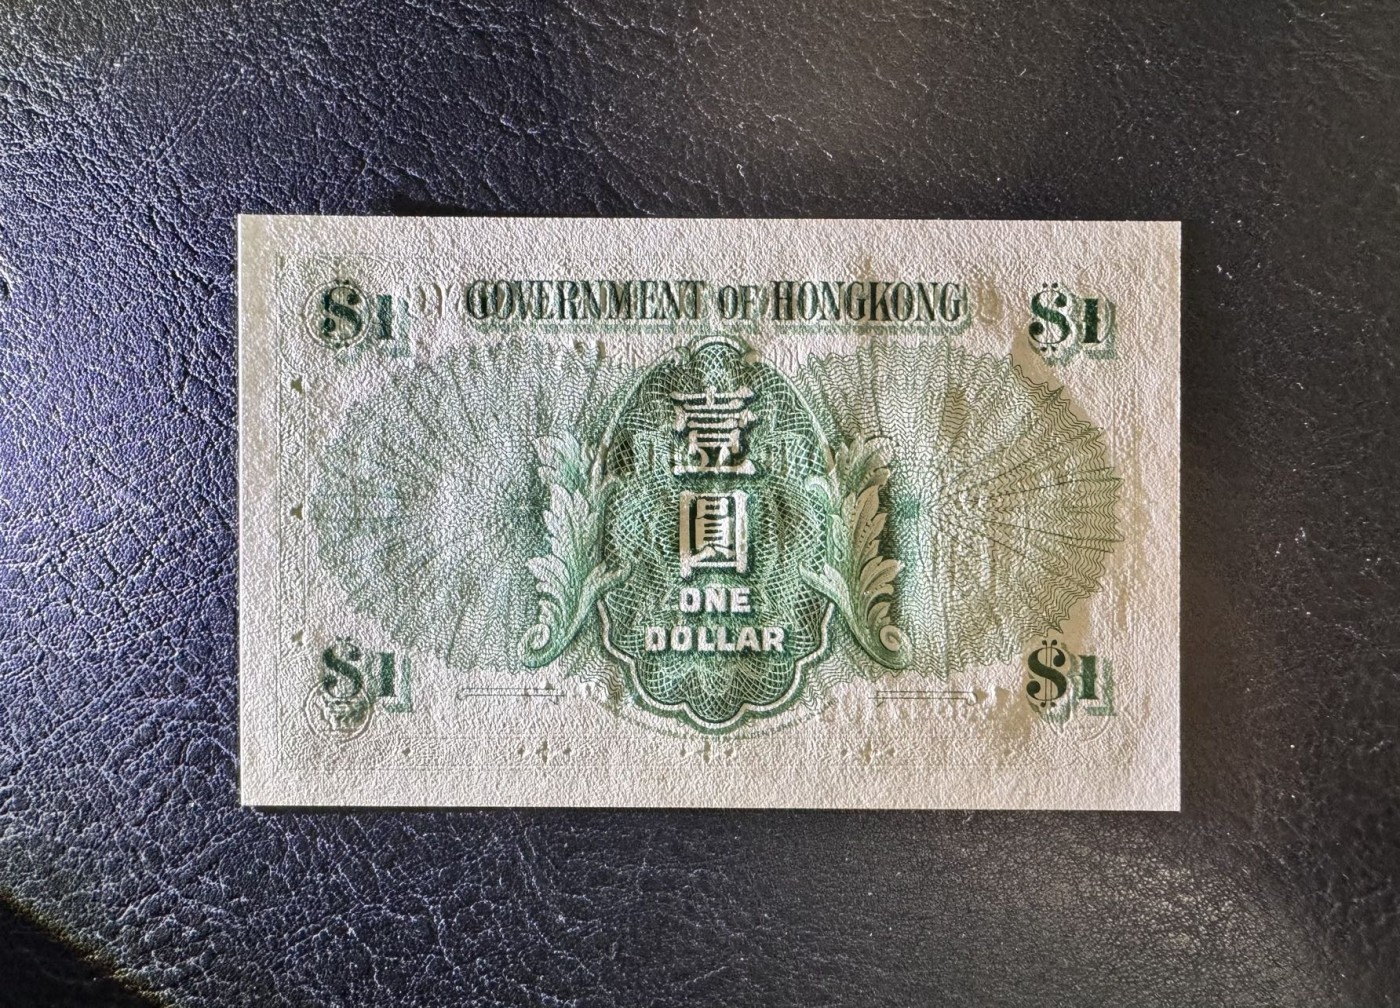 $1 GOVERNMENT OF HONGKONG $1
壹
圓
ONE
DOLLAR
$1 $1